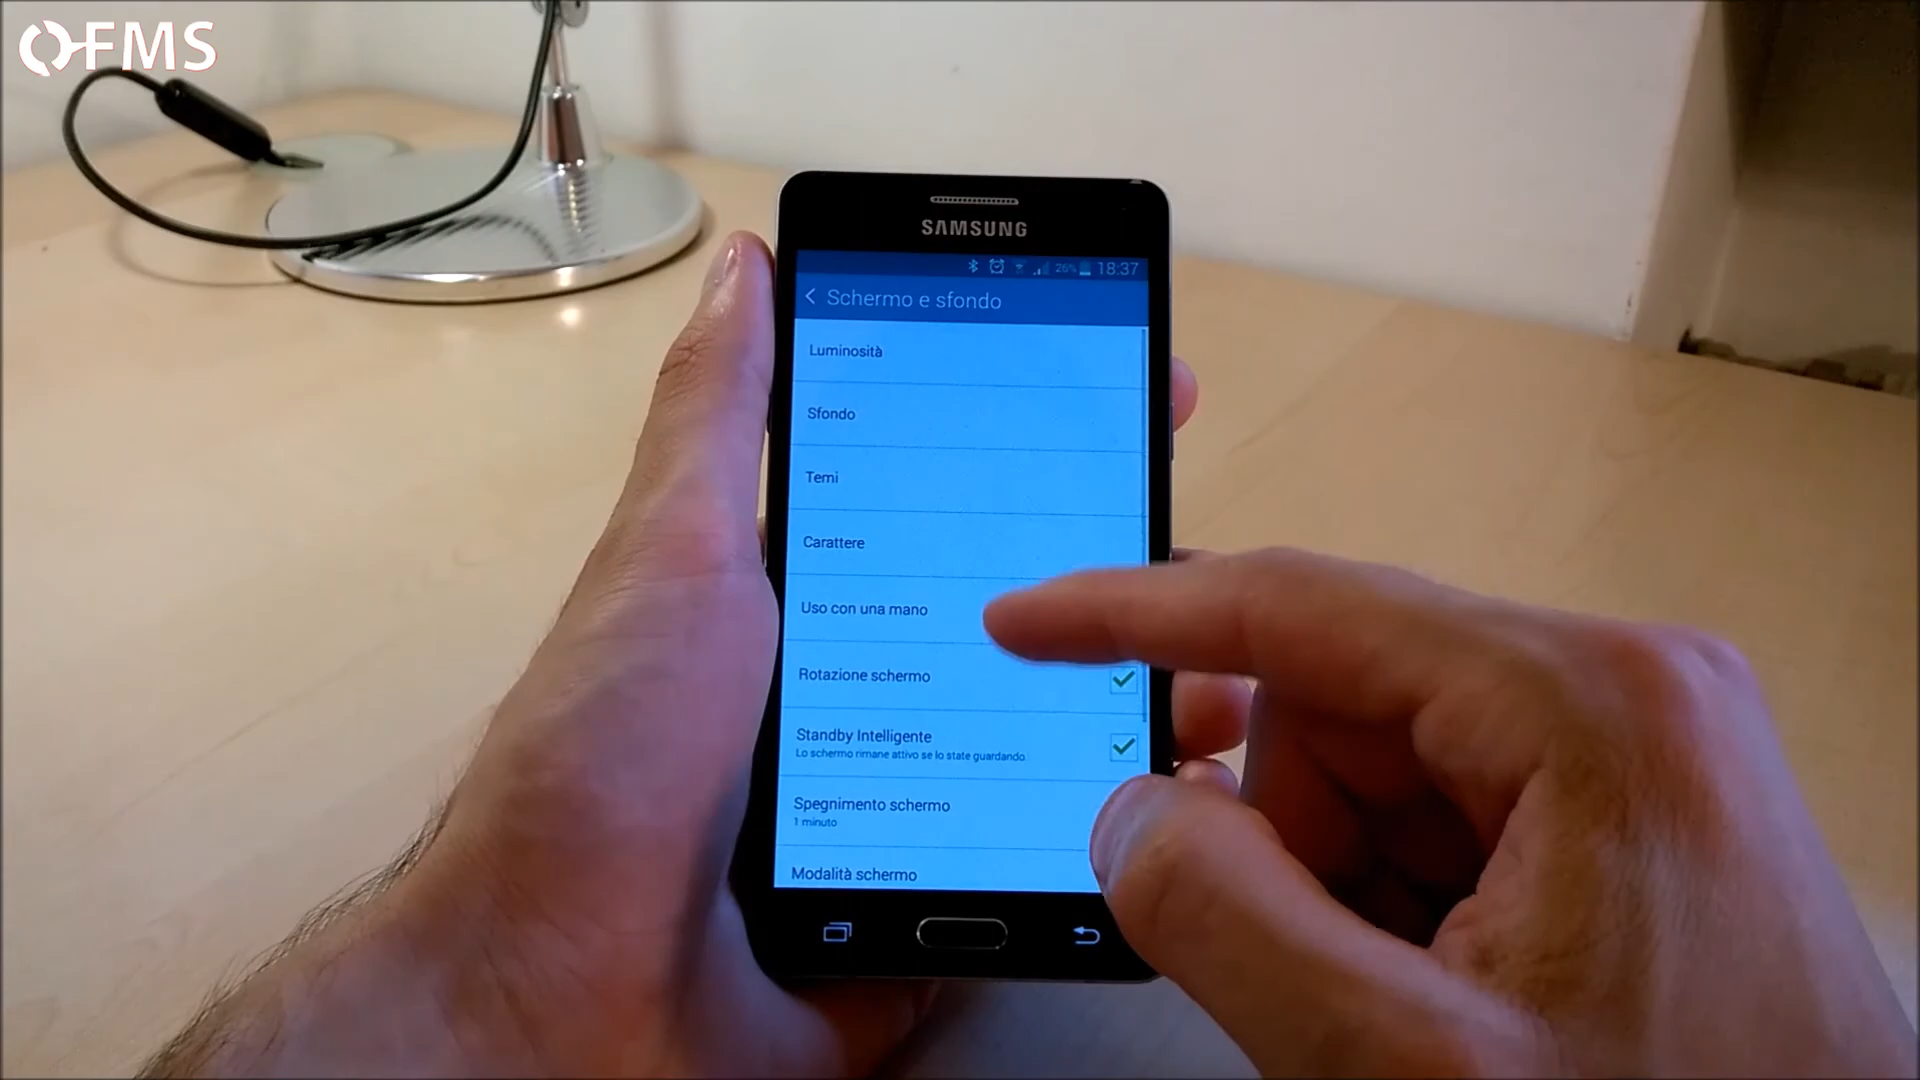 FMS
SAMSUNG
26% 18:37
Schermo e sfondo
Luminosità
Sfondo
Temi
Carattere
Uso con una mano
Rotazione schermo
Standby Intelligente
Lo schermo rimane attivo se lo state guardando
Spegnimento schermo
1 minuto
Modalità schermo